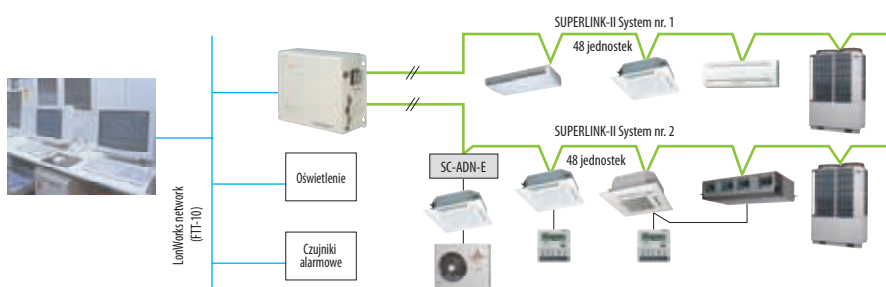 SUPERLINK-II System nr. 1
48 jednostek
SUPERLINK-II System nr. 2
48 jednostek
SC-ADN-E
LonWorks network
(FTT-10)
Oświetlenie
Czujniki
alarmowe